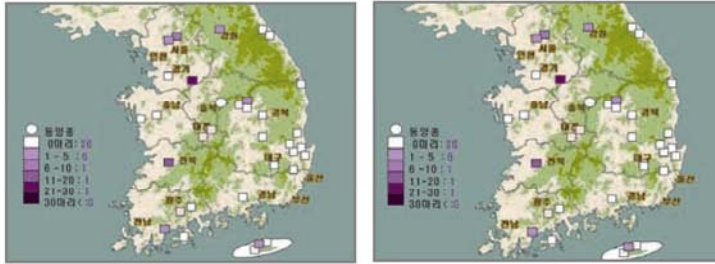 서울
강원
인천
경기
충남
충북
경북
대전
대구
전북
울산
경남
부산
광주
전남
동양종
0마리:26
1 - 5 :6
6 -10 :1
11-20 :1
21-30 :1
30마리<:0
서울
강원
인천
경기
충남
충북
경북
대전
대구
전북
울산
경남
부산
광주
전남
동양종
0마리:26
1 - 5 :6
6 -10 :1
11-20 :1
21-30 :1
30마리<:0